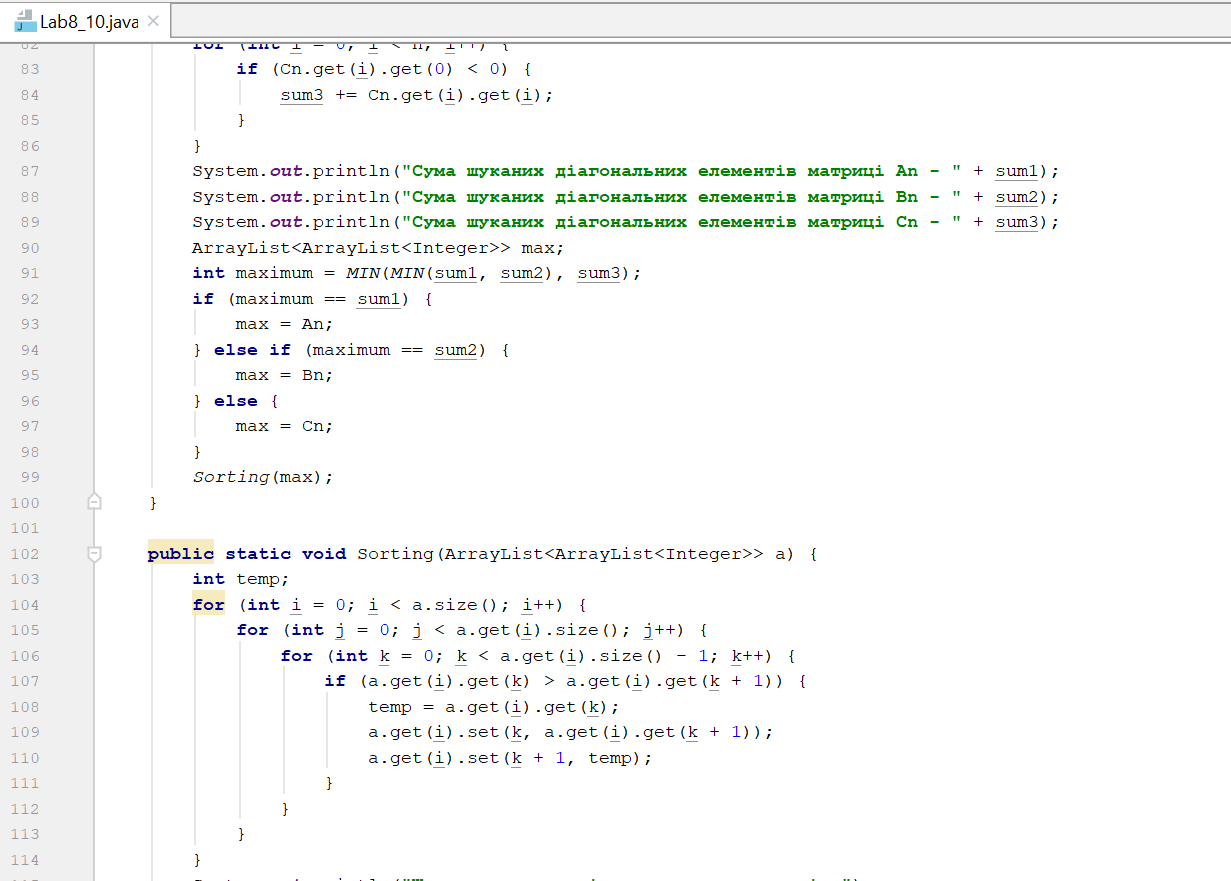 Lab8_10.java
82 for (int i = 0; i < n; i++) {
83 if (Cn.get(i).get(0) < 0) {
84 sum3 += Cn.get(i).get(i);
85 }
86 }
87 System.out.println("Сума шуканих діагональних елементів матриці An - " + sum1);
88 System.out.println("Сума шуканих діагональних елементів матриці Bn - " + sum2);
89 System.out.println("Сума шуканих діагональних елементів матриці Cn - " + sum3);
90 ArrayList<ArrayList<Integer>> max;
91 int maximum = MIN(MIN(sum1, sum2), sum3);
92 if (maximum == sum1) {
93 max = An;
94 } else if (maximum == sum2) {
95 max = Bn;
96 } else {
97 max = Cn;
98 }
99 Sorting(max);
100 }
101
102 public static void Sorting(ArrayList<ArrayList<Integer>> a) {
103 int temp;
104 for (int i = 0; i < a.size(); i++) {
105 for (int j = 0; j < a.get(i).size(); j++) {
106 for (int k = 0; k < a.get(i).size() - 1; k++) {
107 if (a.get(i).get(k) > a.get(i).get(k + 1)) {
108 temp = a.get(i).get(k);
109 a.get(i).set(k, a.get(i).get(k + 1));
110 a.get(i).set(k + 1, temp);
111 }
112 }
113 }
114 }